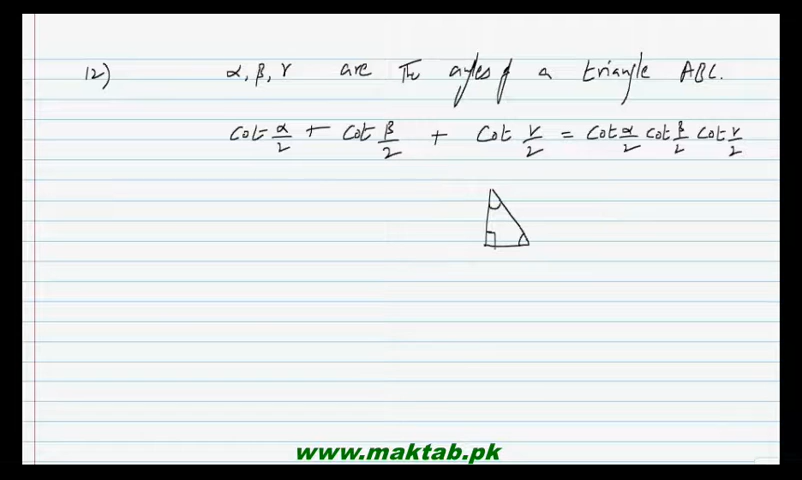 12) α, β, γ are the angles of a triangle ABC.
cot α/2 + cot β/2 + cot γ/2 = cot α/2 cot β/2 cot γ/2
www.maktab.pk